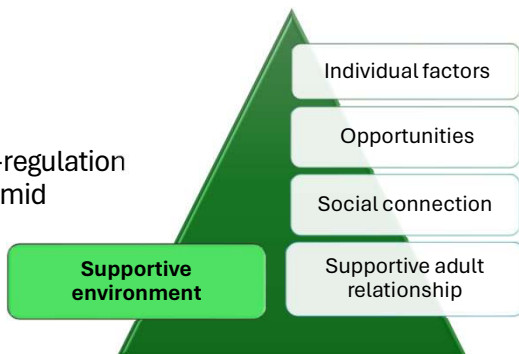 Individual factors
Opportunities
-regulation
mid
Social connection
Supportive
environment
Supportive adult
relationship